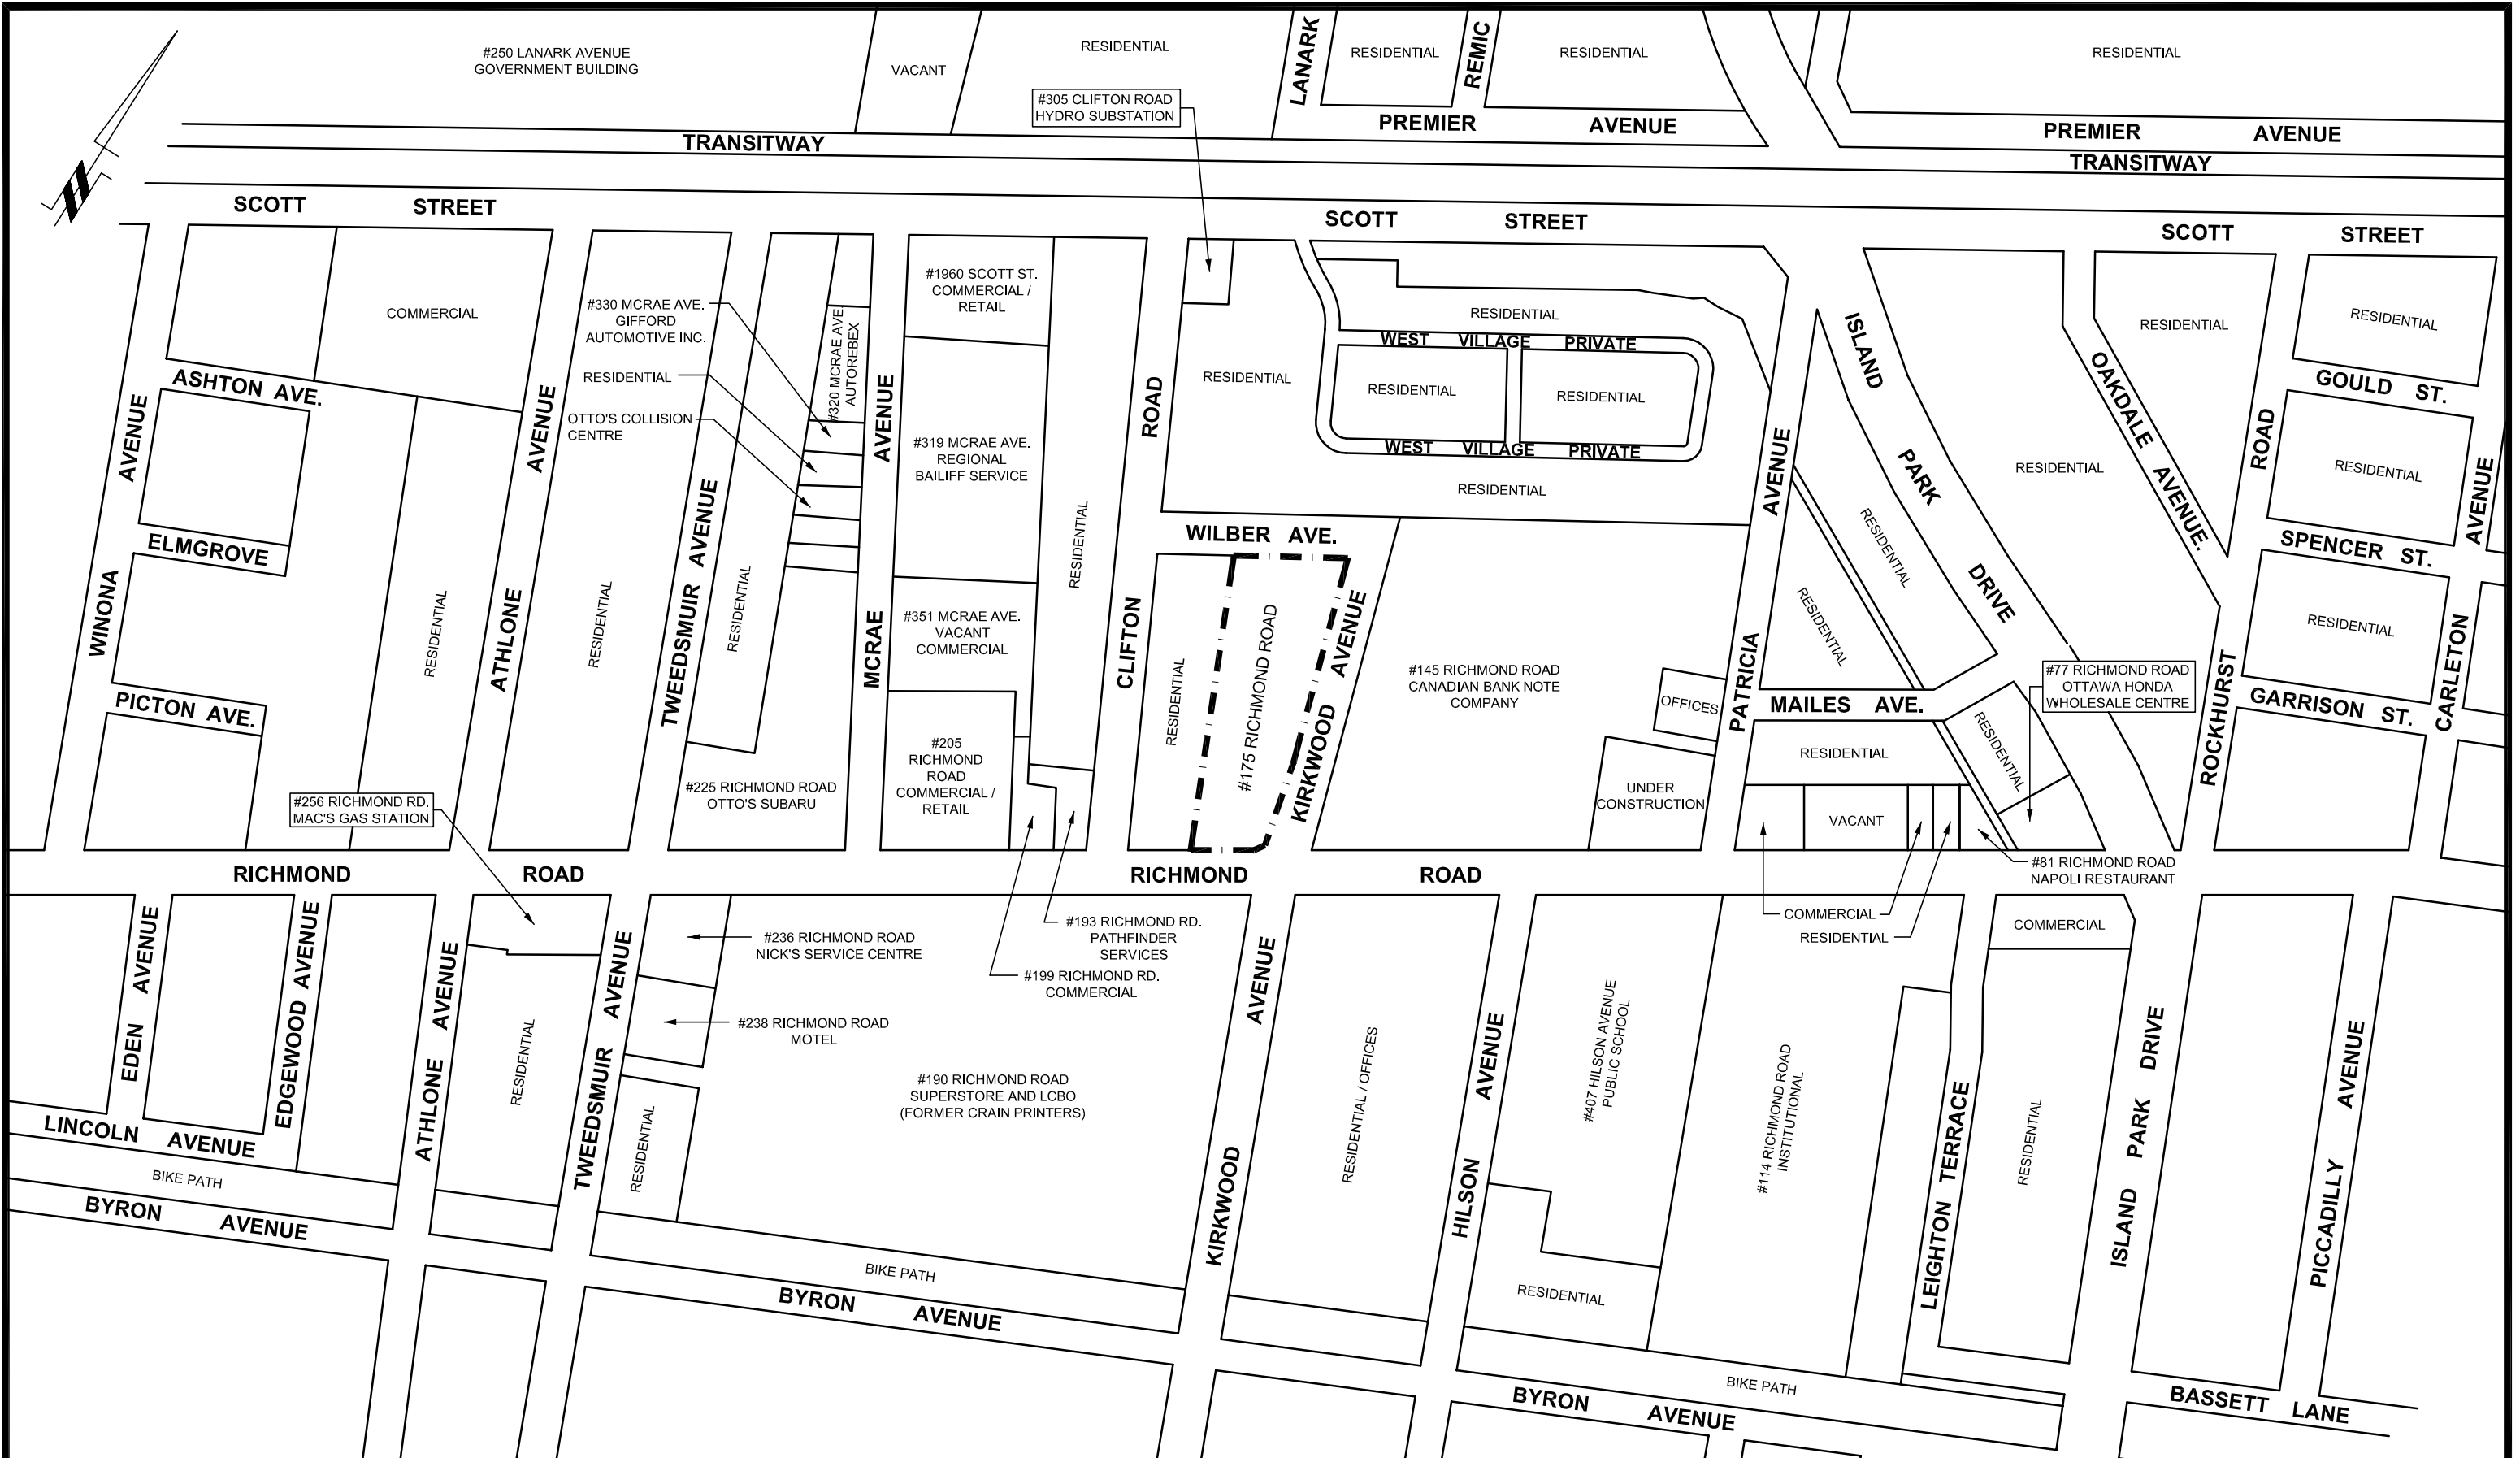 #250 LANARK AVENUE
GOVERNMENT BUILDING
VACANT
RESIDENTIAL
LANARK
RESIDENTIAL
REMIC
RESIDENTIAL
RESIDENTIAL
#305 CLIFTON ROAD
HYDRO SUBSTATION
PREMIER AVENUE
PREMIER AVENUE
TRANSITWAY
TRANSITWAY
SCOTT STREET
SCOTT STREET
SCOTT STREET
COMMERCIAL
#330 MCRAE AVE.
GIFFORD
AUTOMOTIVE INC.
RESIDENTIAL
OTTO'S COLLISION
CENTRE
#320 MCRAE AVE
AUTOREBEX
#1960 SCOTT ST.
COMMERCIAL /
RETAIL
#319 MCRAE AVE.
REGIONAL
BAILIFF SERVICE
#351 MCRAE AVE.
VACANT
COMMERCIAL
#205
RICHMOND
ROAD
COMMERCIAL /
RETAIL
RESIDENTIAL
RESIDENTIAL
RESIDENTIAL
WEST VILLAGE PRIVATE
RESIDENTIAL
RESIDENTIAL
WEST VILLAGE PRIVATE
RESIDENTIAL
ISLAND PARK DRIVE
OAKDALE AVENUE.
RESIDENTIAL
RESIDENTIAL
RESIDENTIAL
GOULD ST.
RESIDENTIAL
SPENCER ST.
RESIDENTIAL
GARRISON ST.
ROCKHURST ROAD
CARLETON AVENUE
ASHTON AVE.
ELMGROVE
PICTON AVE.
WINONA AVENUE
ATHLONE AVENUE
TWEEDSMUIR AVENUE
MCRAE AVENUE
CLIFTON ROAD
RESIDENTIAL
RESIDENTIAL
RESIDENTIAL
WILBER AVE.
RESIDENTIAL
#175 RICHMOND ROAD
KIRKWOOD AVENUE
#145 RICHMOND ROAD
CANADIAN BANK NOTE
COMPANY
OFFICES
UNDER
CONSTRUCTION
PATRICIA AVENUE
RESIDENTIAL
RESIDENTIAL
MAILES AVE.
RESIDENTIAL
RESIDENTIAL
VACANT
#77 RICHMOND ROAD
OTTAWA HONDA
WHOLESALE CENTRE
#81 RICHMOND ROAD
NAPOLI RESTAURANT
#225 RICHMOND ROAD
OTTO'S SUBARU
#256 RICHMOND RD.
MAC'S GAS STATION
RICHMOND ROAD
RICHMOND ROAD
COMMERCIAL
RESIDENTIAL
COMMERCIAL
#236 RICHMOND ROAD
NICK'S SERVICE CENTRE
#193 RICHMOND RD.
PATHFINDER
SERVICES
#199 RICHMOND RD.
COMMERCIAL
#238 RICHMOND ROAD
MOTEL
#190 RICHMOND ROAD
SUPERSTORE AND LCBO
(FORMER CRAIN PRINTERS)
EDEN AVENUE
EDGEWOOD AVENUE
ATHLONE AVENUE
RESIDENTIAL
TWEEDSMUIR AVENUE
RESIDENTIAL
KIRKWOOD AVENUE
RESIDENTIAL / OFFICES
HILSON AVENUE
#407 HILSON AVENUE
PUBLIC SCHOOL
#114 RICHMOND ROAD
INSTITUTIONAL
RESIDENTIAL
LEIGHTON TERRACE
RESIDENTIAL
ISLAND PARK DRIVE
PICCADILLY AVENUE
LINCOLN AVENUE
BIKE PATH
BYRON AVENUE
BIKE PATH
BYRON AVENUE
BIKE PATH
BYRON AVENUE
BASSETT LANE